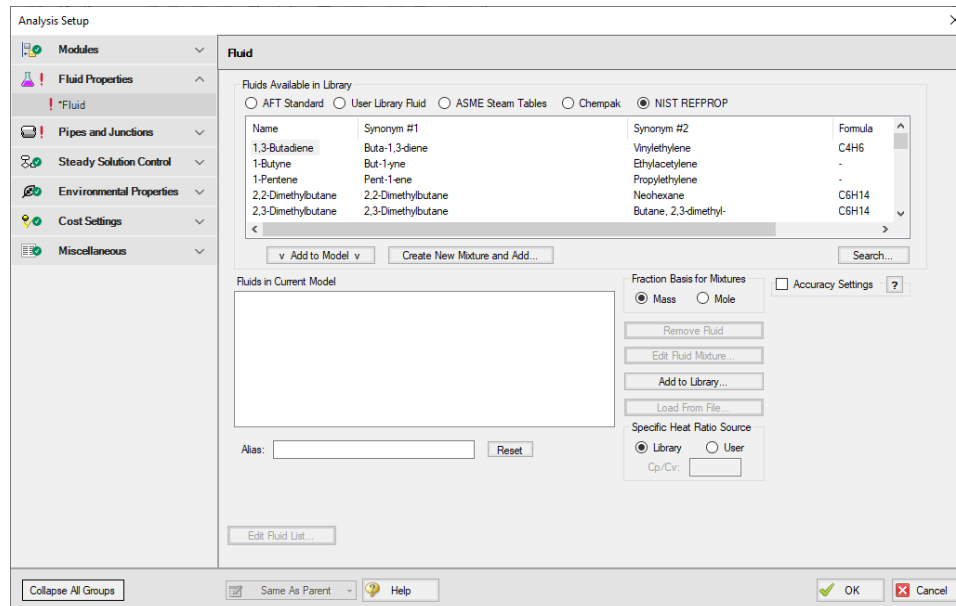 Analysis Setup
Modules
Fluid Properties
*Fluid
Pipes and Junctions
Steady Solution Control
Environmental Properties
Cost Settings
Miscellaneous
Fluid
Fluids Available in Library
AFT Standard User Library Fluid ASME Steam Tables Chempak NIST REFPROP
Name Synonym #1 Synonym #2 Formula
1,3-Butadiene Buta-1,3-diene Vinylethylene C4H6
1-Butyne But-1-yne Ethylacetylene -
1-Pentene Pent-1-ene Propylethylene -
2,2-Dimethylbutane 2,2-Dimethylbutane Neohexane C6H14
2,3-Dimethylbutane 2,3-Dimethylbutane Butane, 2,3-dimethyl- C6H14
v Add to Model v Create New Mixture and Add... Search...
Fluids in Current Model
Fraction Basis for Mixtures
Mass Mole
Accuracy Settings ?
Remove Fluid
Edit Fluid Mixture...
Add to Library...
Load From File...
Specific Heat Ratio Source
Library User
Cp/Cv:
Alias: Reset
Edit Fluid List...
Collapse All Groups Same As Parent Help OK Cancel